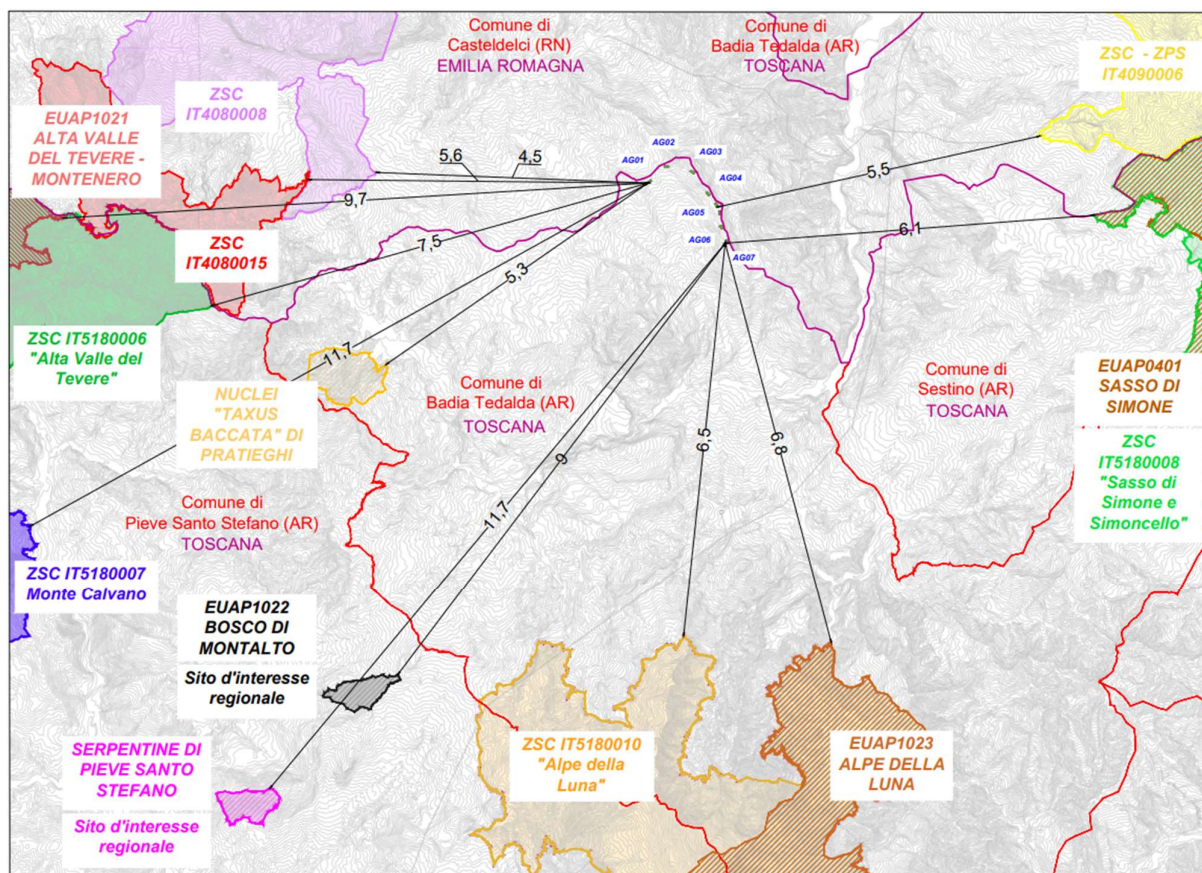 Comune di
Casteldelci (RN)
EMILIA ROMAGNA
Comune di
Badia Tedalda (AR)
TOSCANA
ZSC - ZPS
IT4090006
ZSC
IT4080008
EUAP1021
ALTA VALLE
DEL TEVERE -
MONTENERO
AG02
AG03
AG01
AG04
AG05
AG06
AG07
5,6
4,5
9,7
7,5
5,3
5,5
6,1
ZSC
IT4080015
ZSC IT5180006
"Alta Valle del
Tevere"
11,7
NUCLEI
"TAXUS
BACCATA" DI
PRATIEGHI
Comune di
Badia Tedalda (AR)
TOSCANA
Comune di
Sestino (AR)
TOSCANA
EUAP0401
SASSO DI
SIMONE
ZSC
IT5180008
"Sasso di
Simone e
Simoncello"
6,5
6,8
9
11,7
Comune di
Pieve Santo Stefano (AR)
TOSCANA
ZSC IT5180007
Monte Calvano
EUAP1022
BOSCO DI
MONTALTO
Sito d'interesse
regionale
SERPENTINE DI
PIEVE SANTO
STEFANO
Sito d'interesse
regionale
ZSC IT5180010
"Alpe della
Luna"
EUAP1023
ALPE DELLA
LUNA